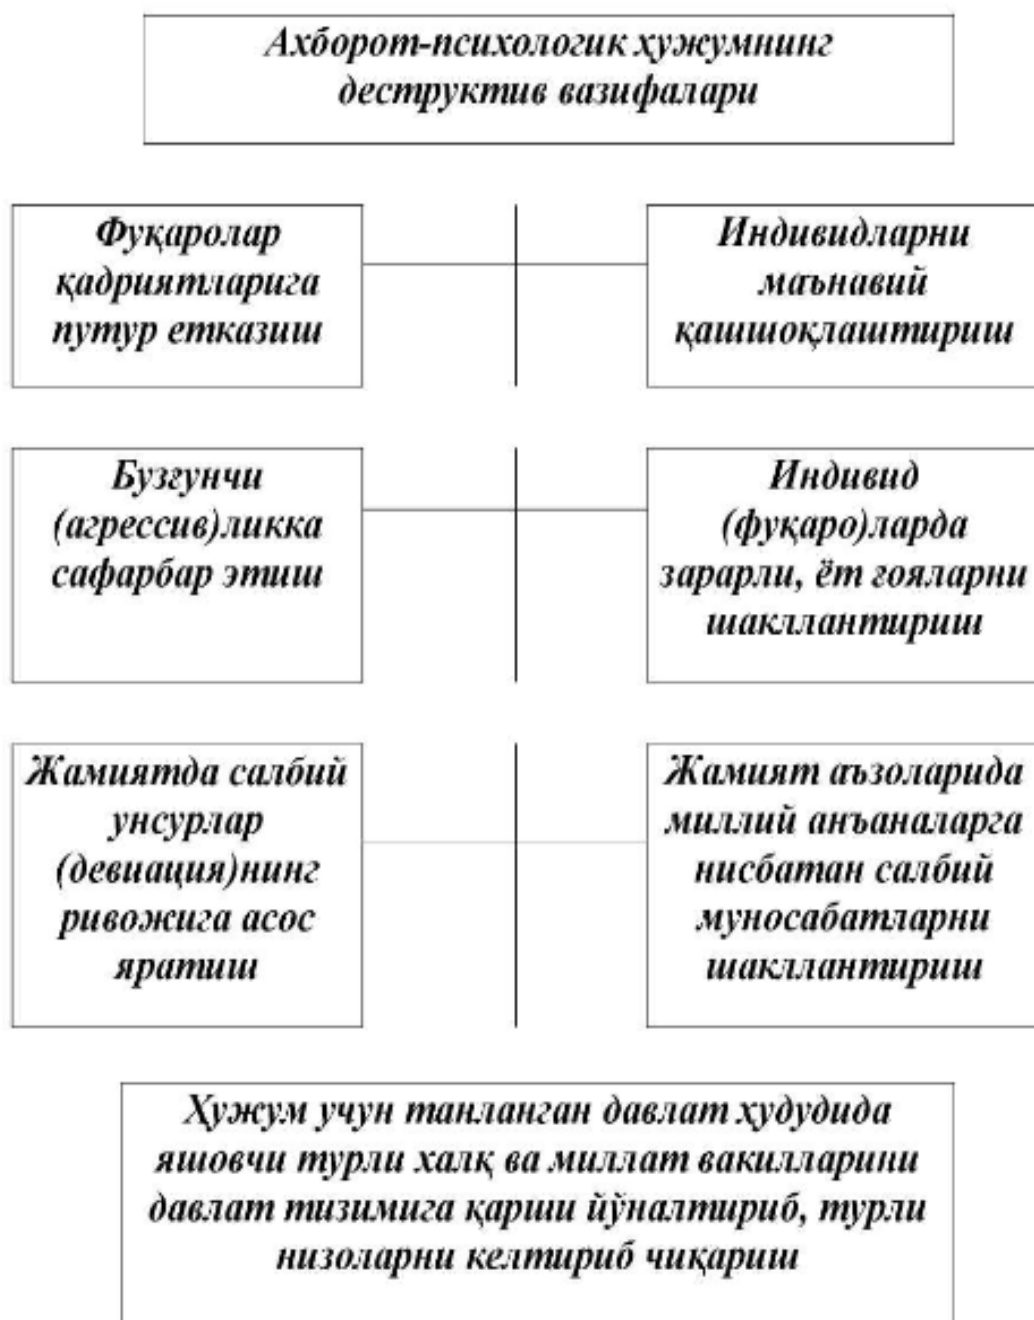 Ахборот-психологик ҳужумнинг
деструктив вазифалари
Фуқаролар
қадриятларига
путур етказиш
Индивидларни
маънавий
қашшоқлаштириш
Бузғунчи
(агрессив)ликка
сафарбар этиш
Индивид
(фуқаро)ларда
зарарли, ёт ғояларни
шакллантириш
Жамиятда салбий
унсурлар
(девиация)нинг
ривожига асос
яратиш
Жамият аъзоларида
миллий анъаналарга
нисбатан салбий
муносабатларни
шакллантириш
Ҳужум учун танланган давлат ҳудудида
яшовчи турли халқ ва миллат вакилларини
давлат тизимига қарши йўналтириб, турли
низоларни келтириб чиқариш